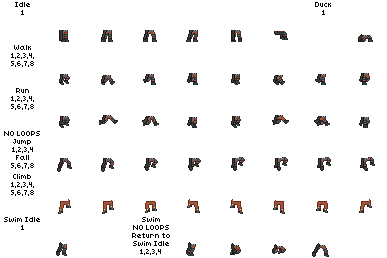 Idle
1
Duck
1
Walk
1,2,3,4,
5,6,7,8
Run
1,2,3,4,
5,6,7,8
NO LOOPS
Jump
1,2,3,4
Fall
5,6,7,8
Climb
1,2,3,4,
5,6,7,8
Swim Idle
1
Swim
NO LOOPS
Return to
Swim Idle
1,2,3,4